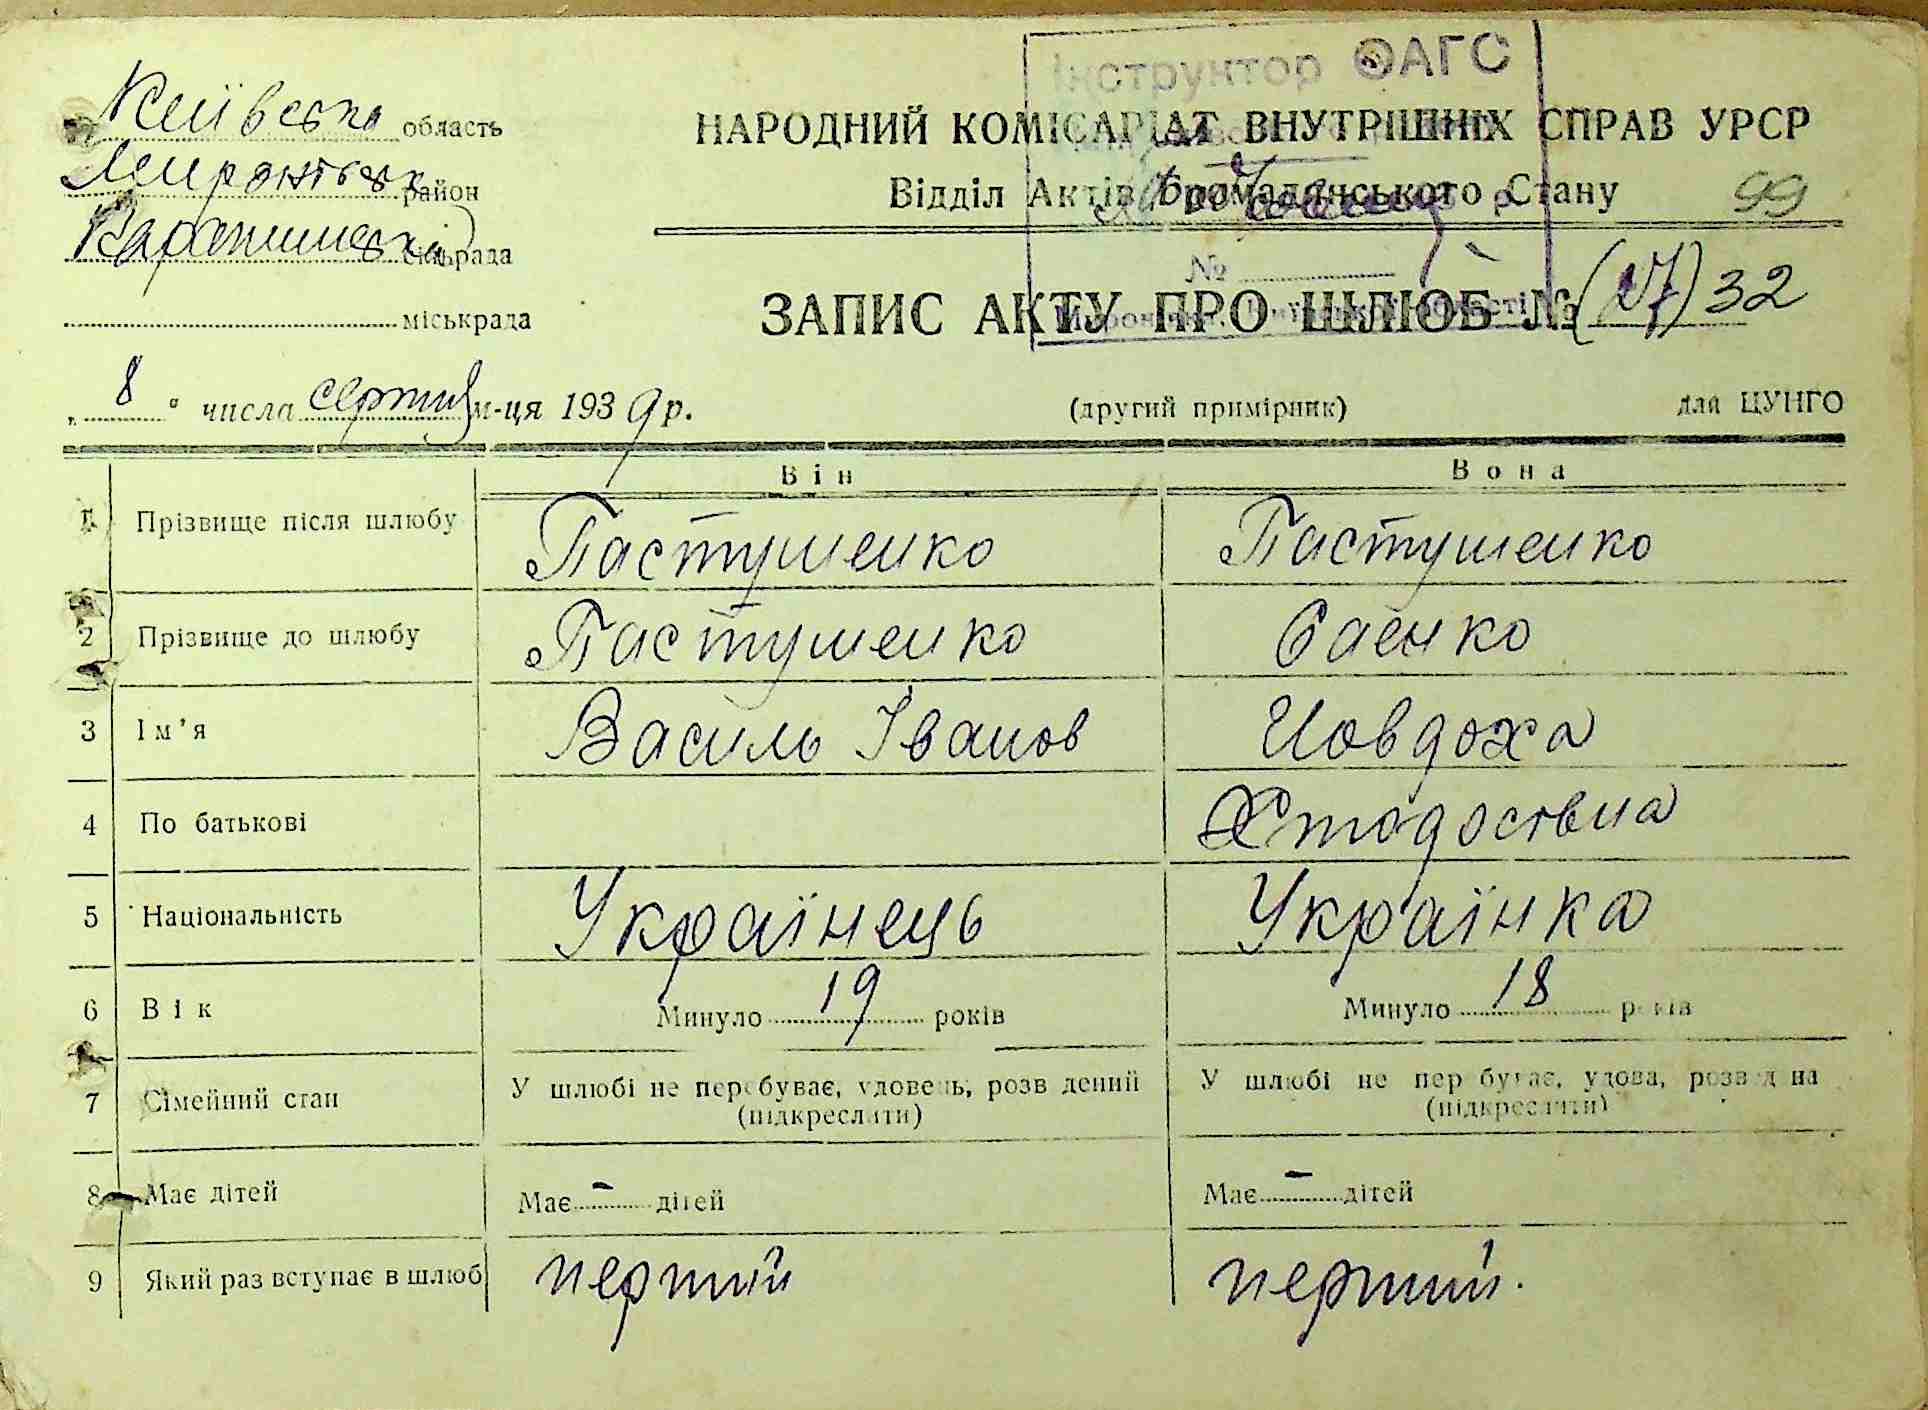 Інструктор ОАГС
Київська область
НАРОДНИЙ КОМІСАРІАТ ВНУТРІШНІХ СПРАВ УРСР
Миронівськ район
Відділ Актів Громадянського Стану 99
сільрада
№
міськрада
ЗАПИС АКТУ ПРО ШЛЮБ № (27) 32
„ 8 “ числа серпня м-ця 1939 р. (другий примірник) для ЦУНГО
Він Вона
1 Прізвище після шлюбу Пастушенко Пастушенко
2 Прізвище до шлюбу Пастушенко Саенко
3 Ім'я Василь Іванов Иовдоха
4 По батькові Хтодосівна
5 Національність Українець Українка
6 Вік Минуло 19 років Минуло 18 років
7 Сімейний стан У шлюбі не перебуває, удовець, розведений У шлюбі не перебуває, удова, розведена
(підкреслити) (підкреслити)
8 Має дітей Має – дітей Має – дітей
9 Який раз вступає в шлюб перший перший.